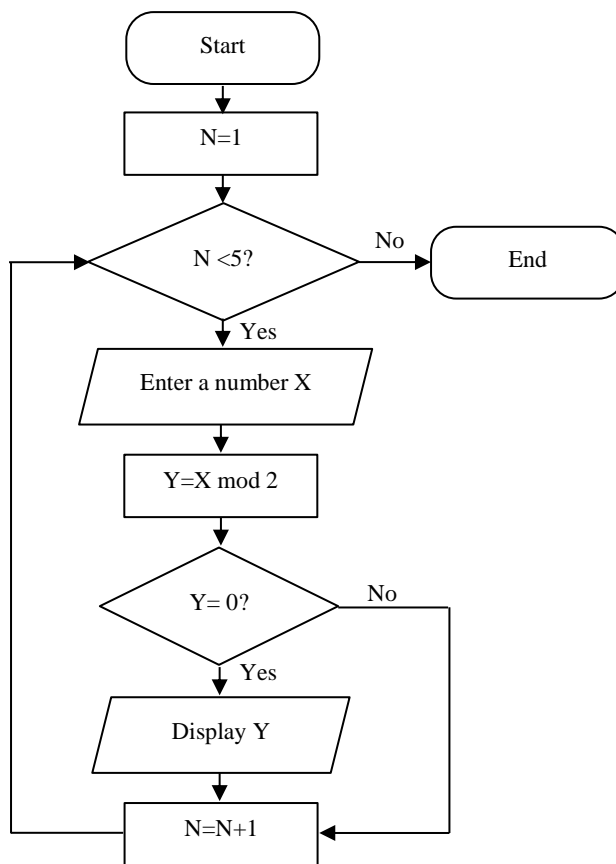 Start
N=1
N <5?
No
End
Yes
Enter a number X
Y=X mod 2
Y= 0?
No
Yes
Display Y
N=N+1